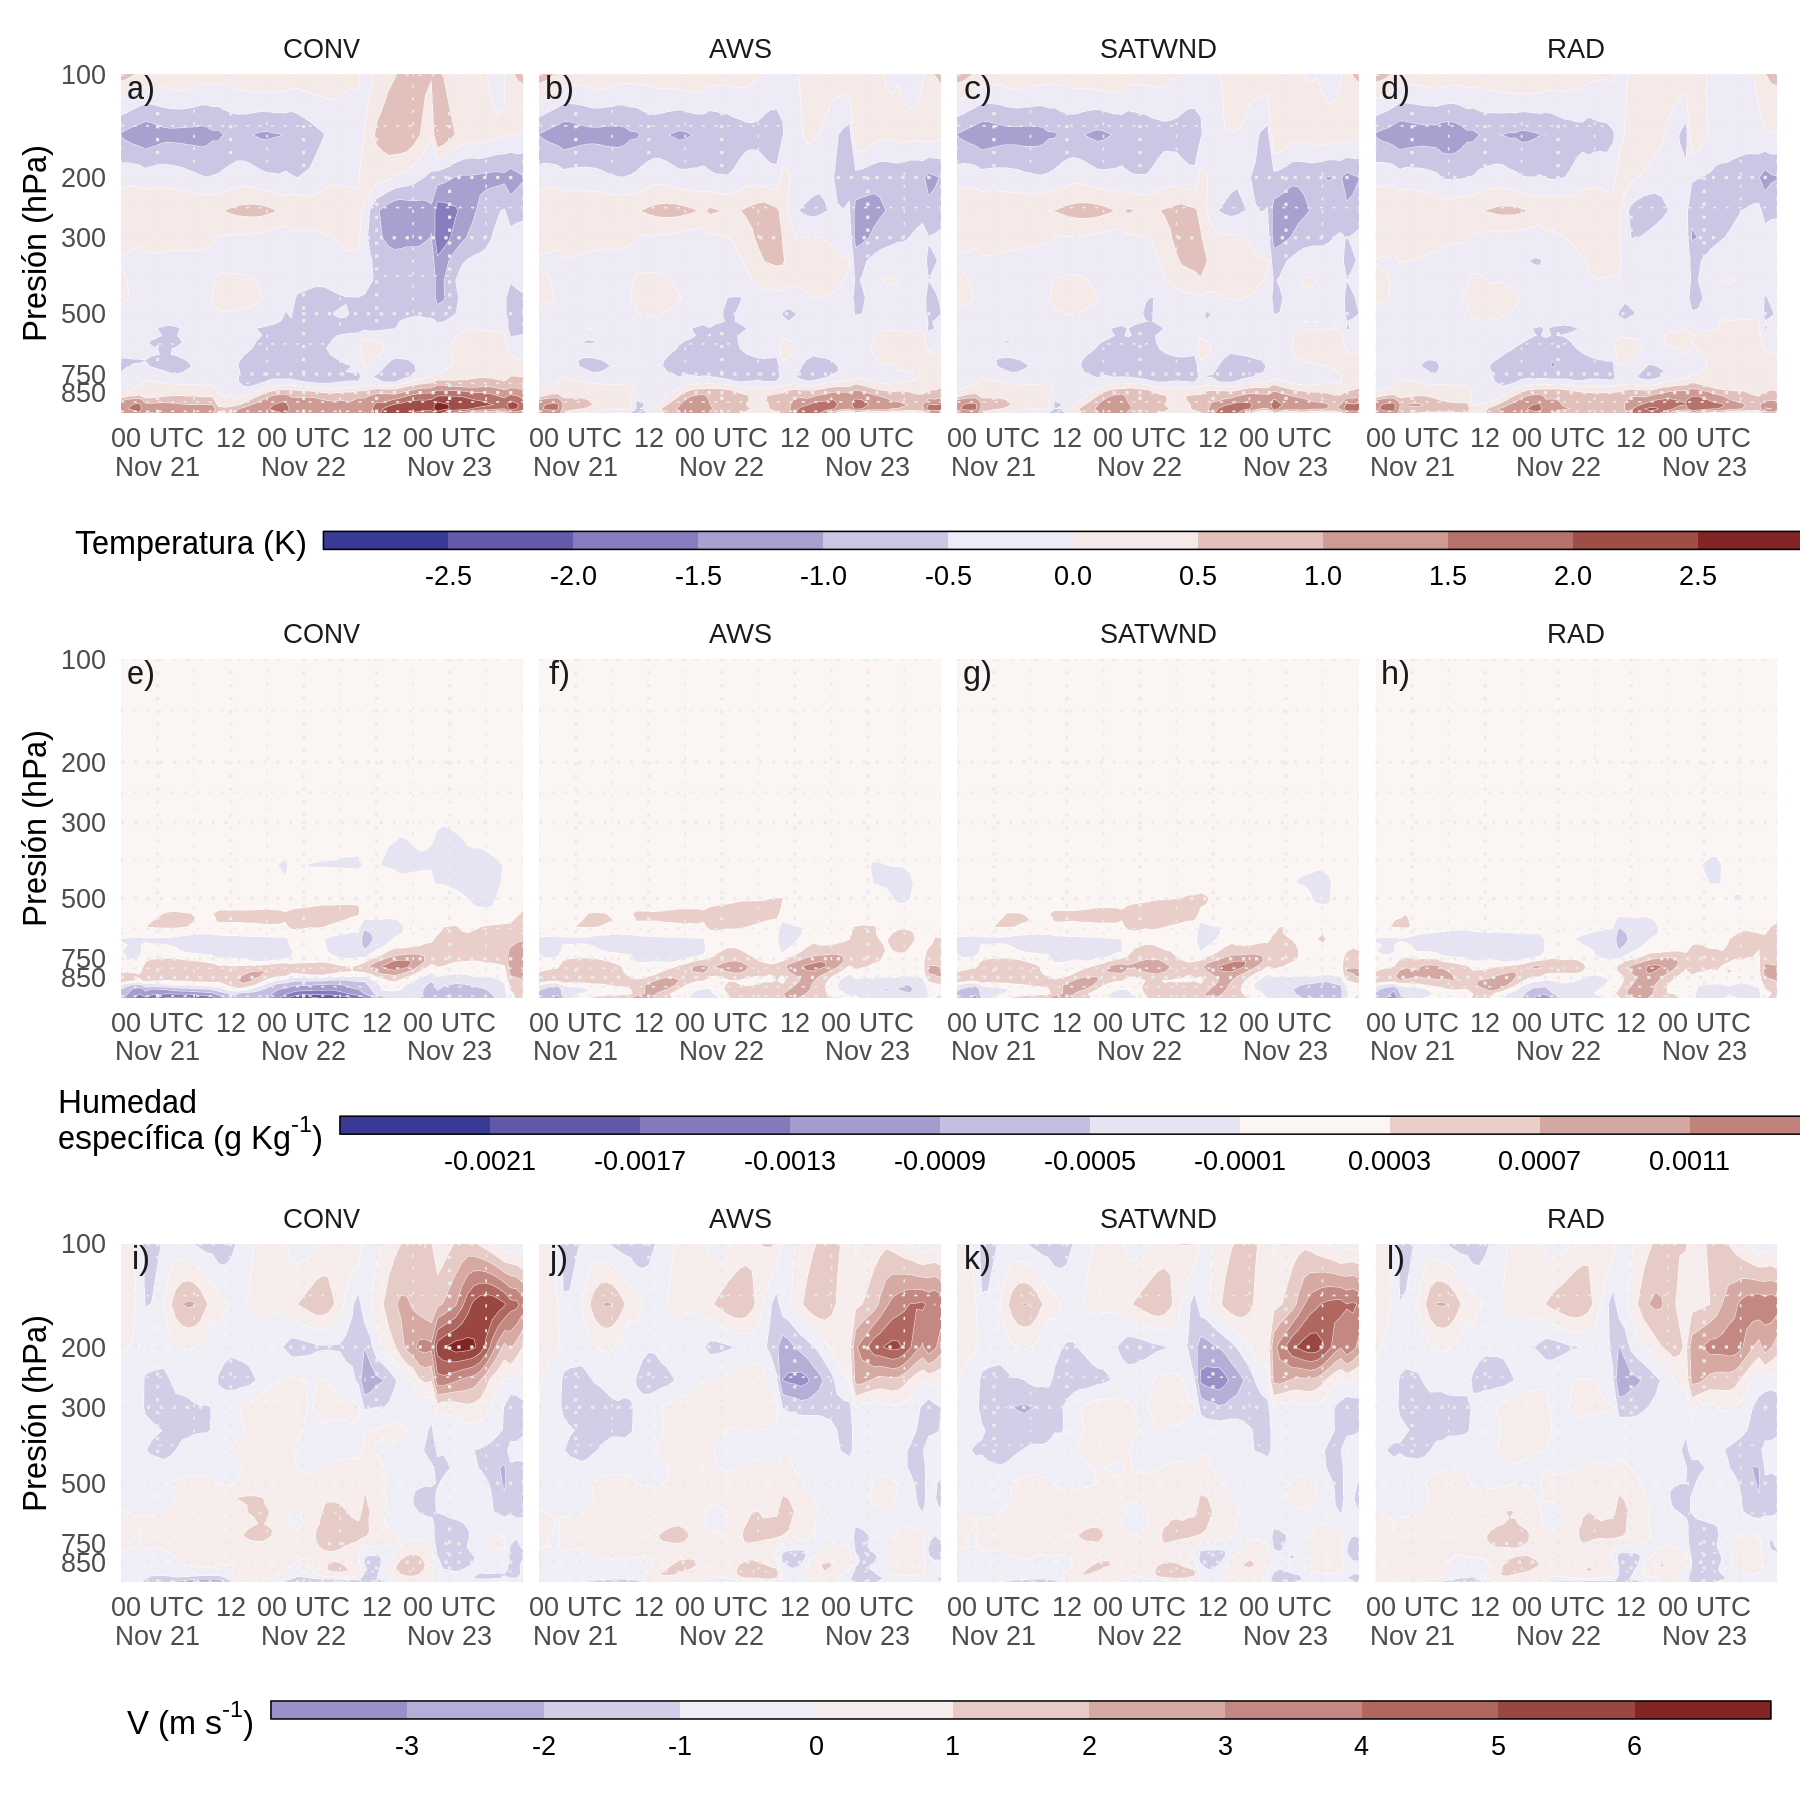 CONV AWS SATWND RAD
a) b) c) d)
Presión (hPa)
100
200
300
500
750
850
00 UTC 12 00 UTC 12 00 UTC 00 UTC 12 00 UTC 12 00 UTC 00 UTC 12 00 UTC 12 00 UTC 00 UTC 12 00 UTC 12 00 UTC
Nov 21 Nov 22 Nov 23 Nov 21 Nov 22 Nov 23 Nov 21 Nov 22 Nov 23 Nov 21 Nov 22 Nov 23
Temperatura (K)
-2.5 -2.0 -1.5 -1.0 -0.5 0.0 0.5 1.0 1.5 2.0 2.5
CONV AWS SATWND RAD
e) f) g) h)
Presión (hPa)
100
200
300
500
750
850
00 UTC 12 00 UTC 12 00 UTC 00 UTC 12 00 UTC 12 00 UTC 00 UTC 12 00 UTC 12 00 UTC 00 UTC 12 00 UTC 12 00 UTC
Nov 21 Nov 22 Nov 23 Nov 21 Nov 22 Nov 23 Nov 21 Nov 22 Nov 23 Nov 21 Nov 22 Nov 23
Humedad
específica (g Kg-1)
-0.0021 -0.0017 -0.0013 -0.0009 -0.0005 -0.0001 0.0003 0.0007 0.0011
CONV AWS SATWND RAD
i) j) k) l)
Presión (hPa)
100
200
300
500
750
850
00 UTC 12 00 UTC 12 00 UTC 00 UTC 12 00 UTC 12 00 UTC 00 UTC 12 00 UTC 12 00 UTC 00 UTC 12 00 UTC 12 00 UTC
Nov 21 Nov 22 Nov 23 Nov 21 Nov 22 Nov 23 Nov 21 Nov 22 Nov 23 Nov 21 Nov 22 Nov 23
V (m s-1)
-3 -2 -1 0 1 2 3 4 5 6